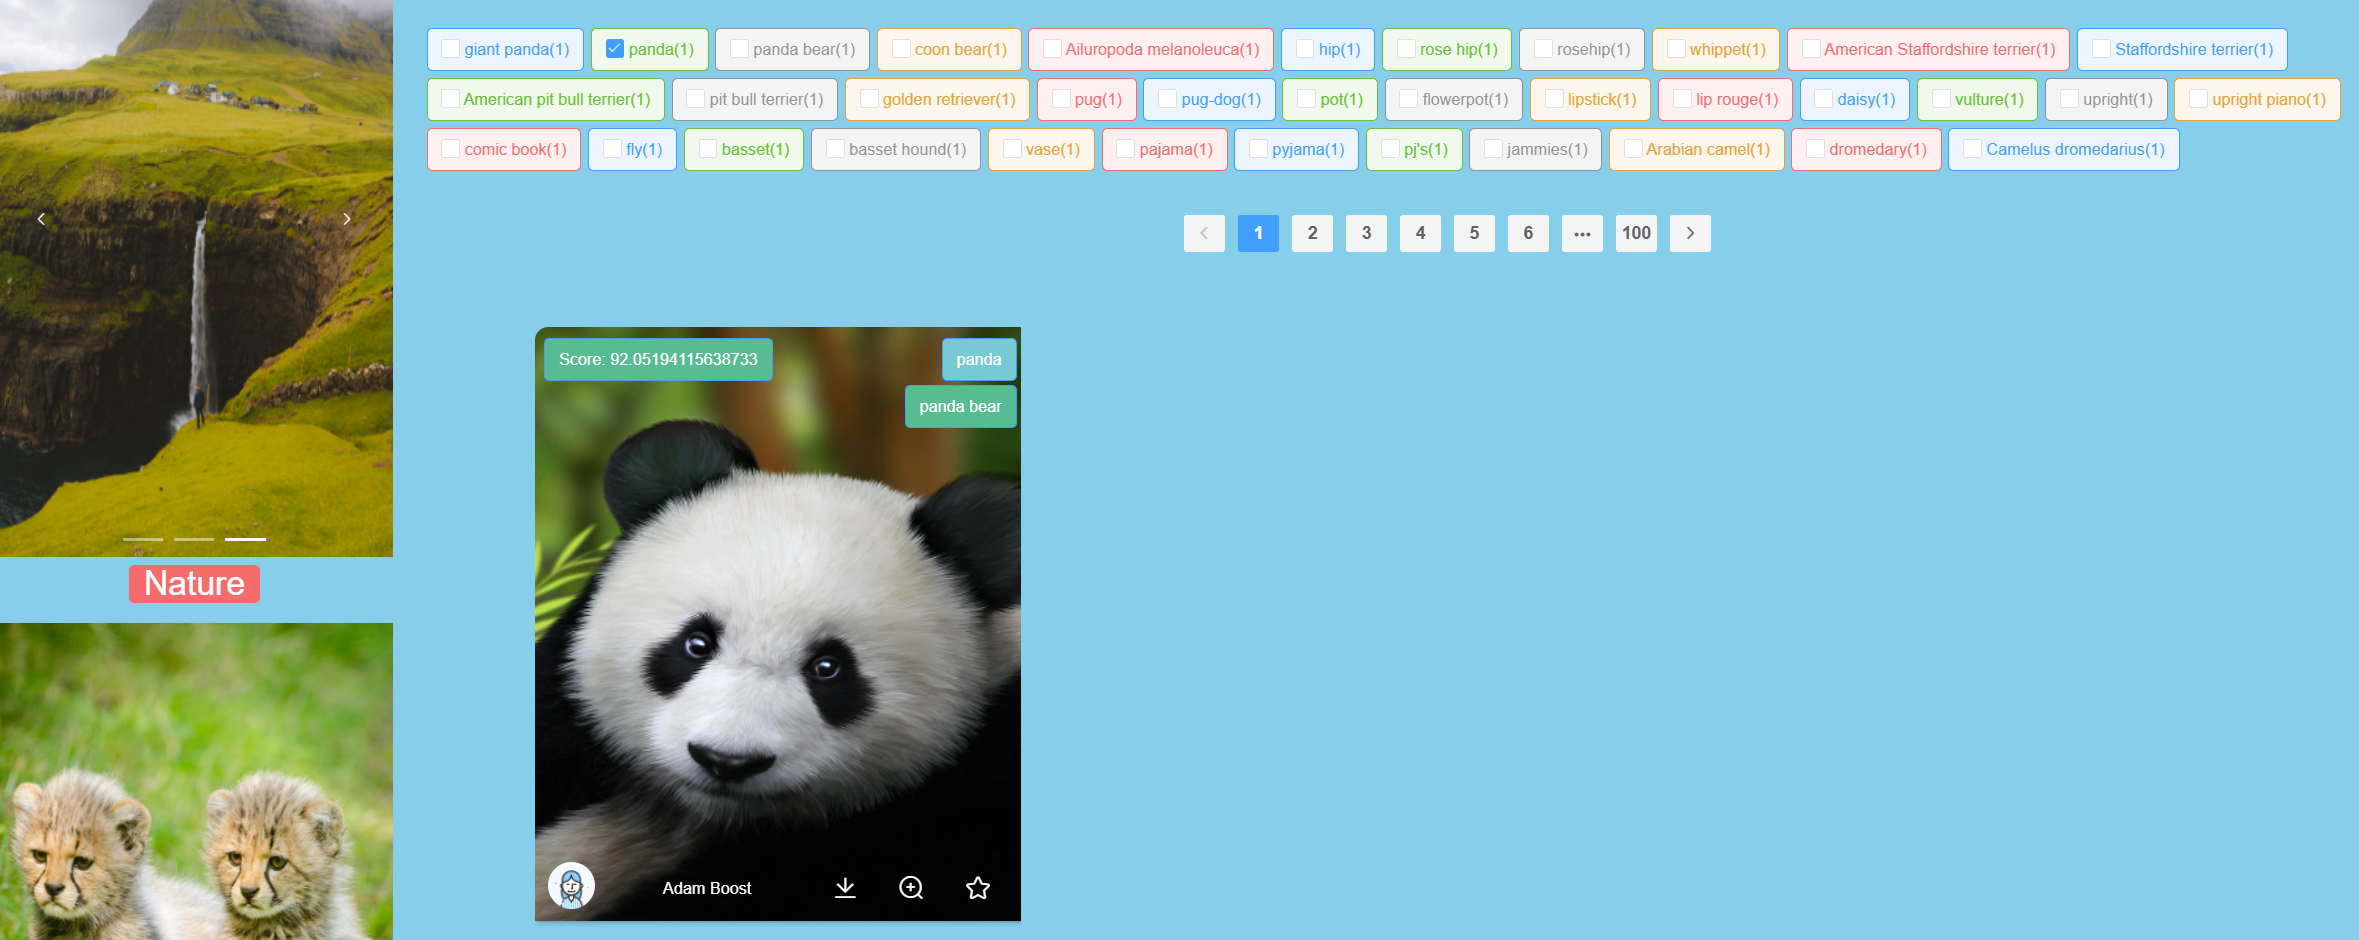 giant panda(1) panda(1) panda bear(1) coon bear(1) Ailuropoda melanoleuca(1) hip(1) rose hip(1) rosehip(1) whippet(1) American Staffordshire terrier(1) Staffordshire terrier(1)
American pit bull terrier(1) pit bull terrier(1) golden retriever(1) pug(1) pug-dog(1) pot(1) flowerpot(1) lipstick(1) lip rouge(1) daisy(1) vulture(1) upright(1) upright piano(1)
comic book(1) fly(1) basset(1) basset hound(1) vase(1) pajama(1) pyjama(1) pj's(1) jammies(1) Arabian camel(1) dromedary(1) Camelus dromedarius(1)
1 2 3 4 5 6 ••• 100
Score: 92.05194115638733 panda
panda bear
Nature
Adam Boost